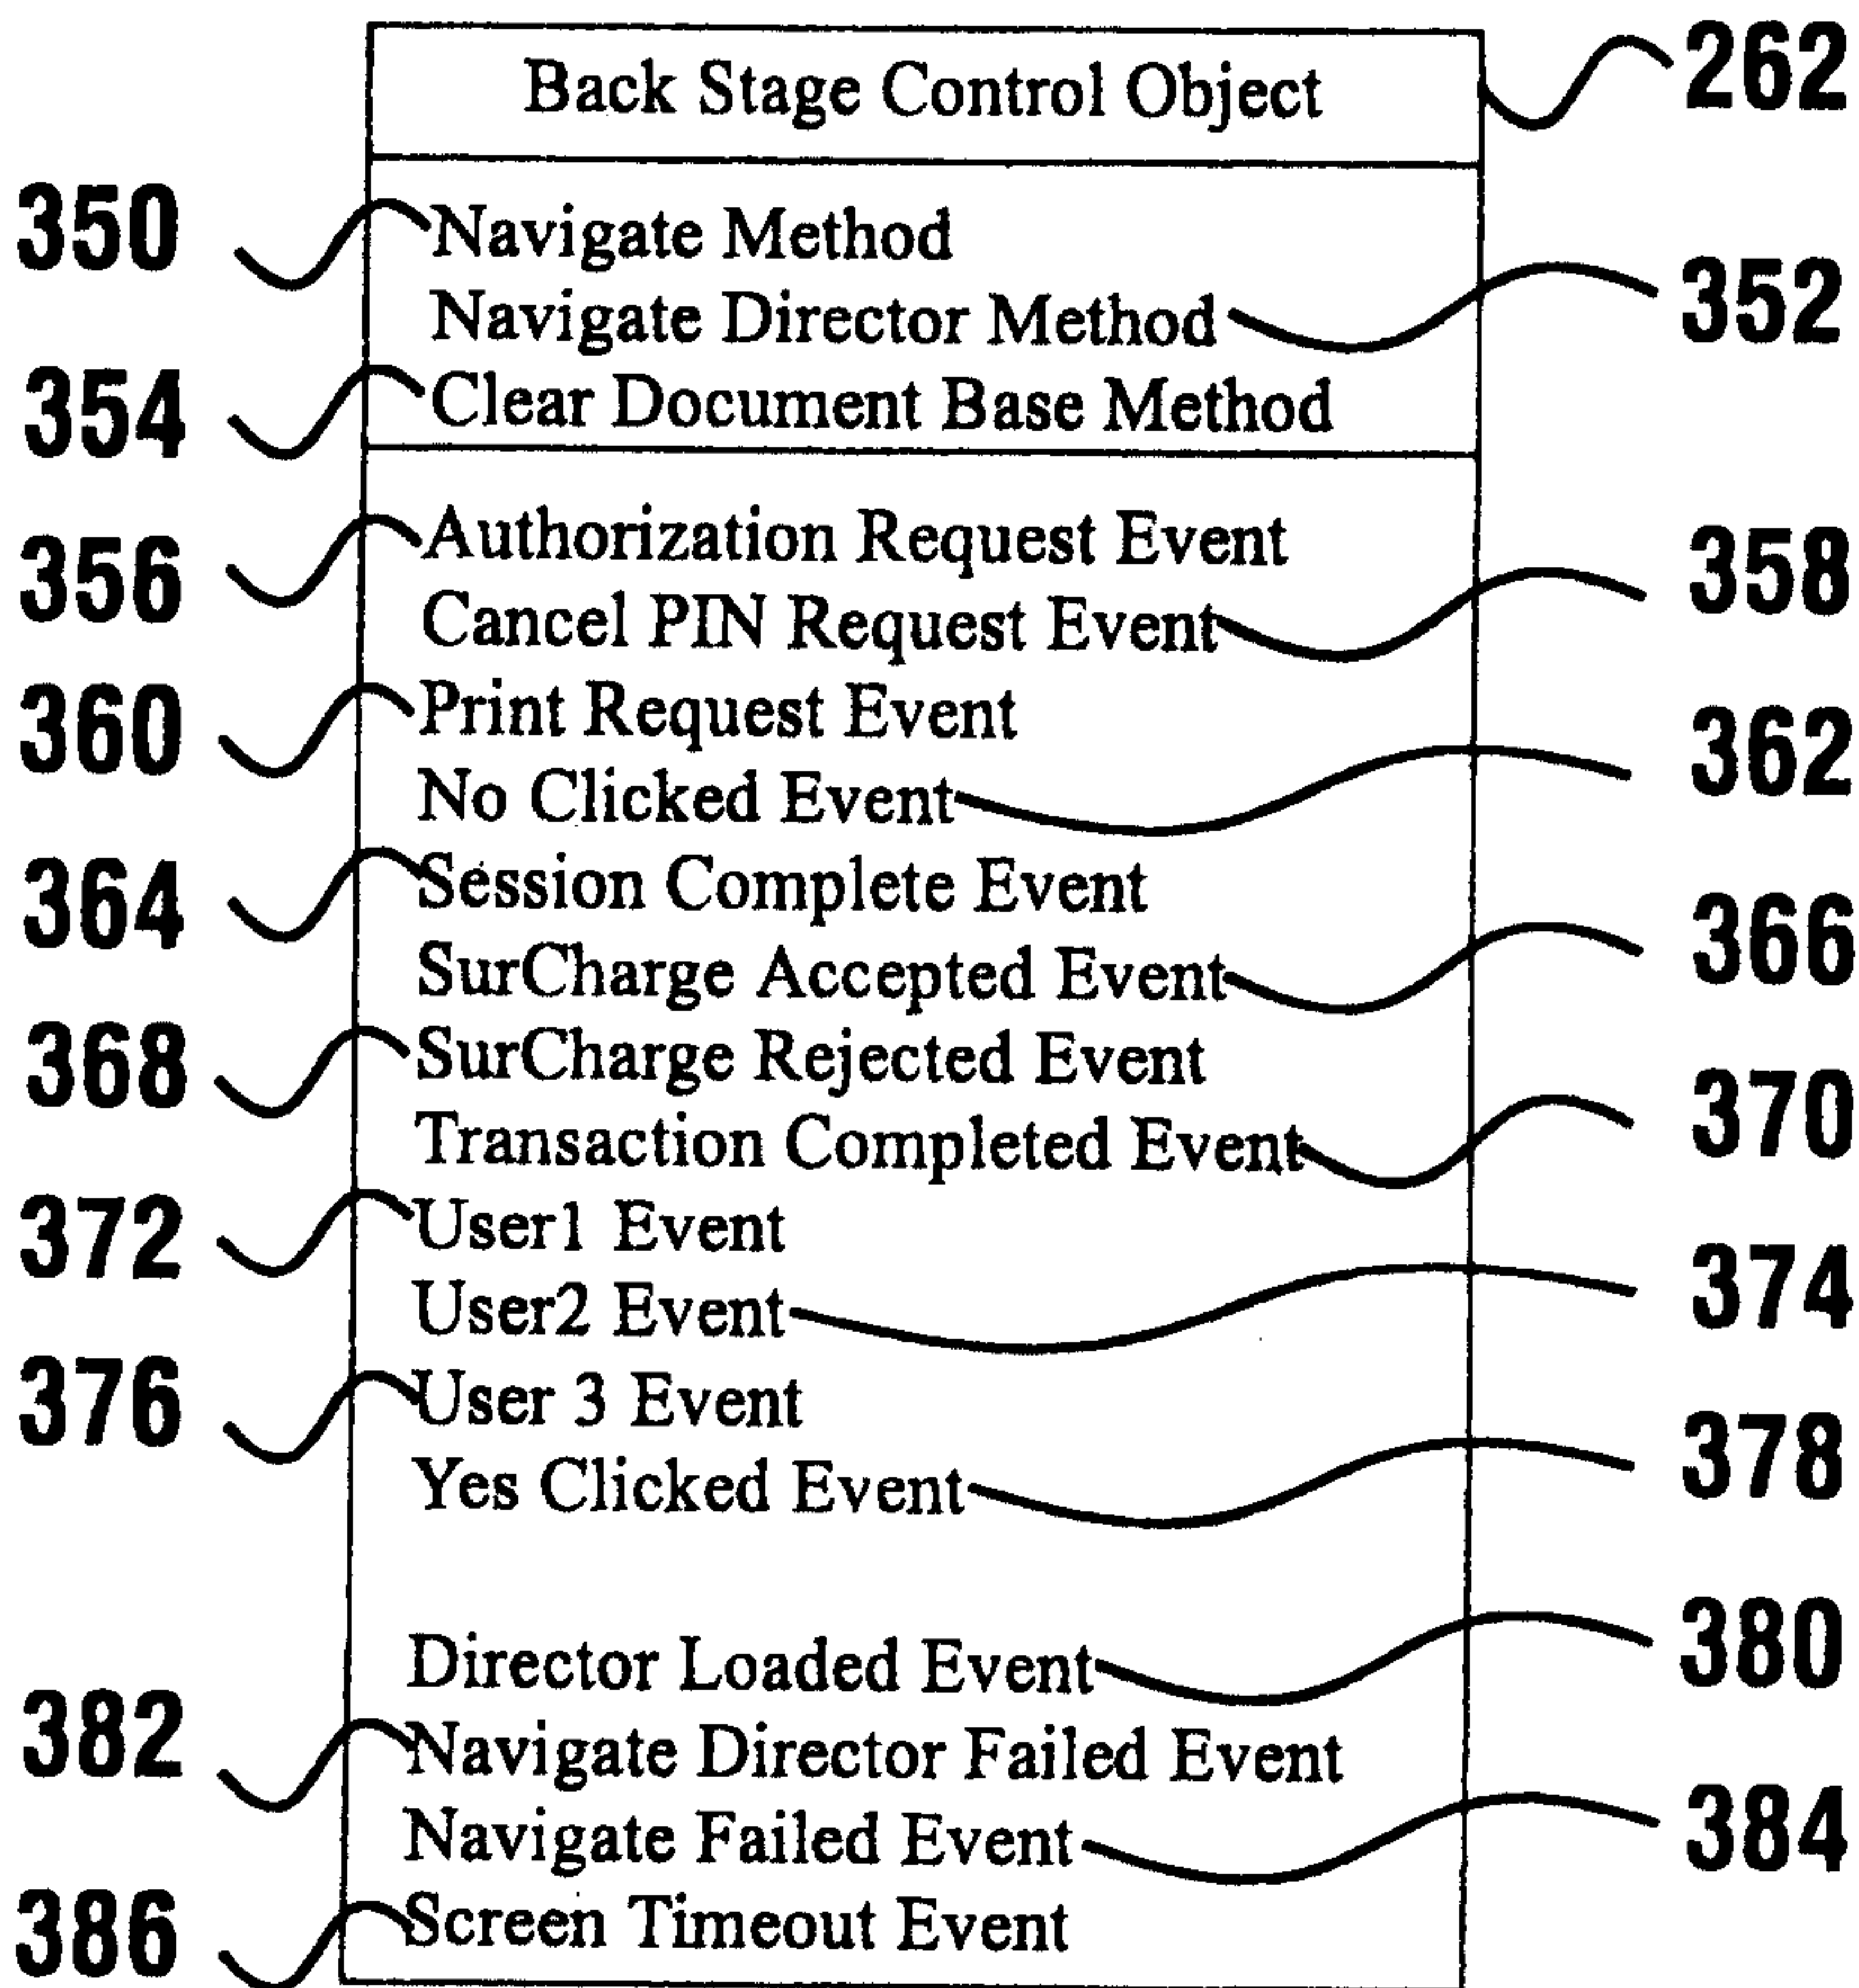 Back Stage Control Object 262
350 Navigate Method
Navigate Director Method 352
354 Clear Document Base Method
356 Authorization Request Event
Cancel PIN Request Event 358
360 Print Request Event
No Clicked Event 362
364 Session Complete Event
SurCharge Accepted Event 366
368 SurCharge Rejected Event
Transaction Completed Event 370
372 User1 Event
User2 Event 374
376 User 3 Event
Yes Clicked Event 378
Director Loaded Event 380
382 Navigate Director Failed Event
Navigate Failed Event 384
386 Screen Timeout Event